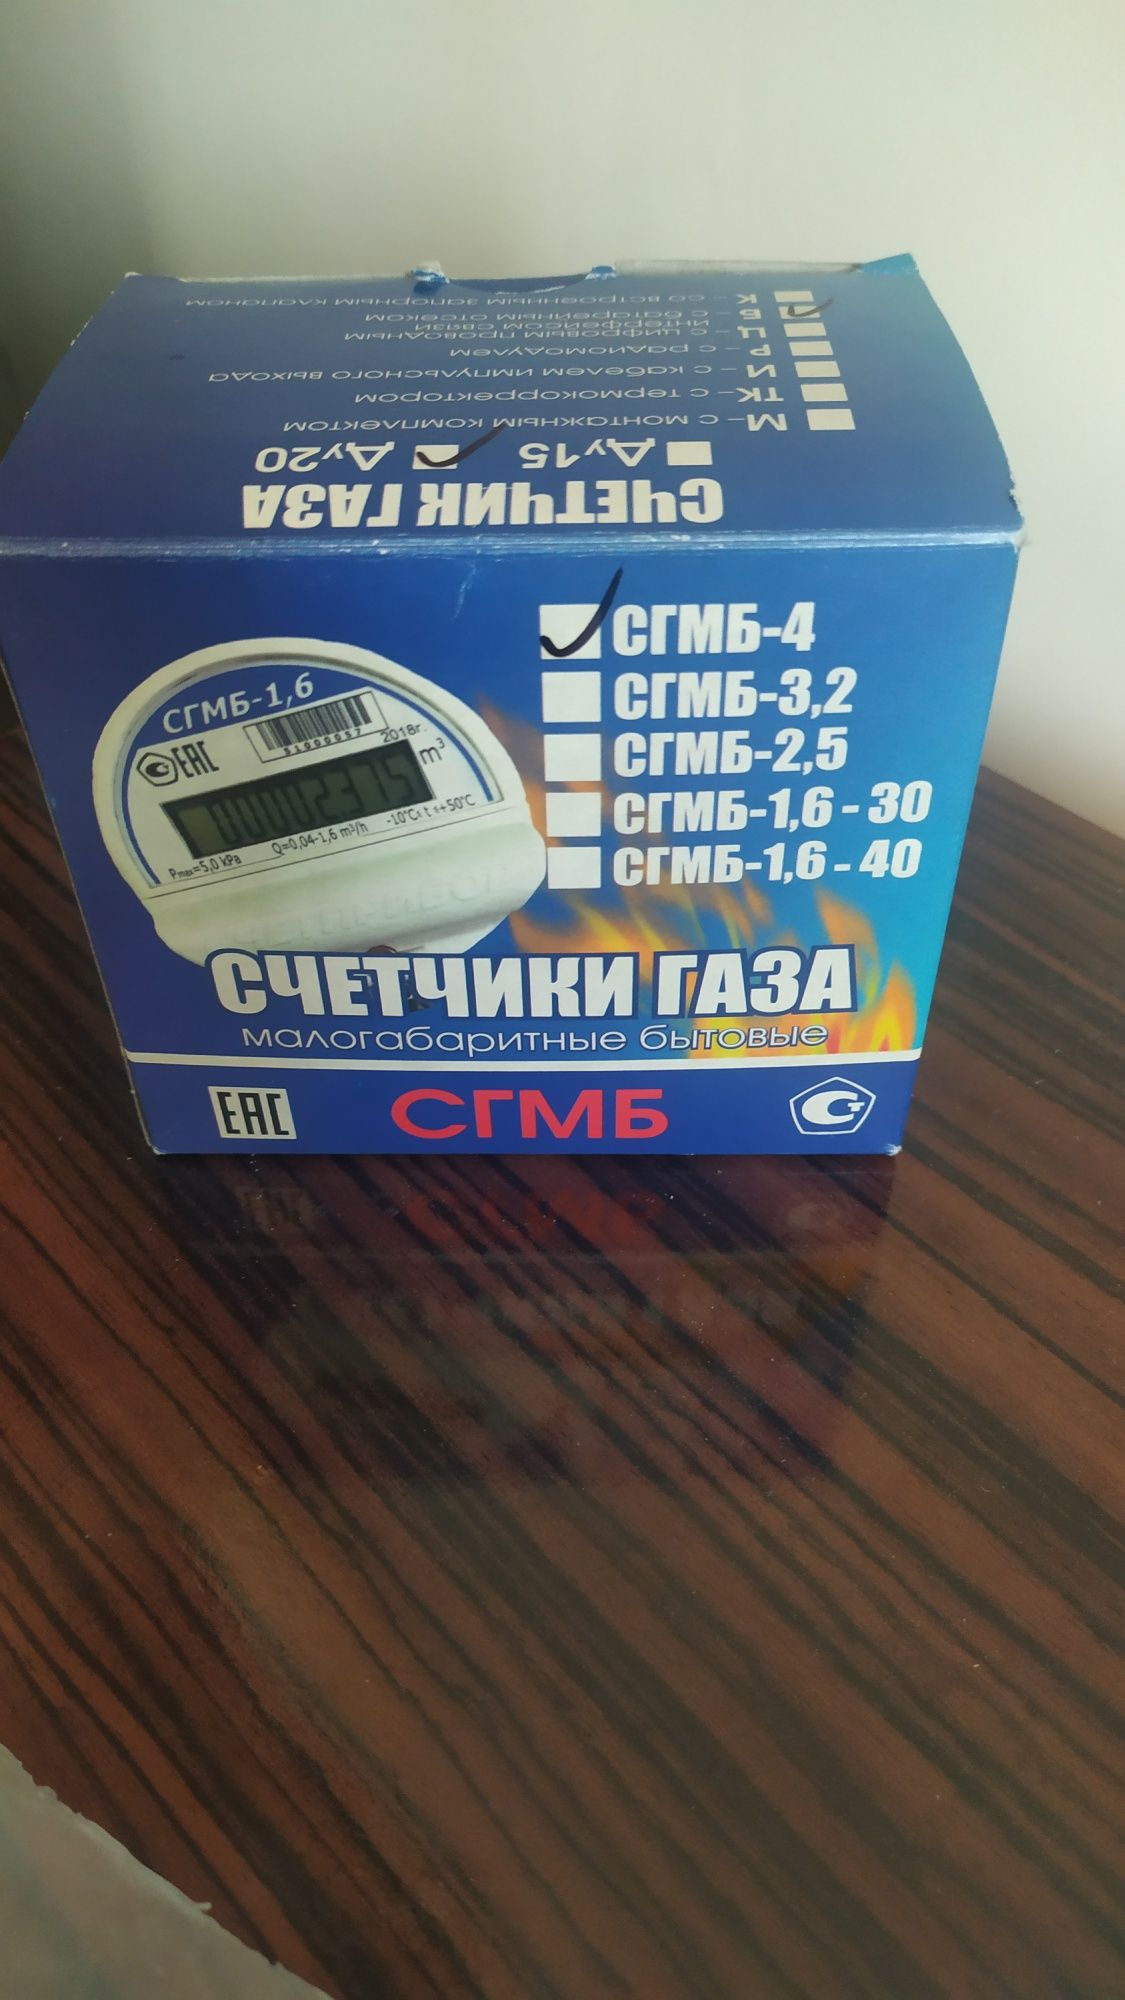 К – со встроенным запорным клапаном
Б – с батарейным отсеком
Д – с цифровым проводным
интерфейсом связи
Р – с радиомодулем
И – с кабелем импульсного выхода
ТК – с термокорректором
М – с монтажным комплектом
Ду15 Ду20
СЧЕТЧИК ГАЗА
СГМБ-4
СГМБ-3,2
СГМБ-2,5
СГМБ-1,6 - 30
СГМБ-1,6 - 40
СГМБ-1,6
51000057
2018г.
EAC
00002375 m³
Pmax=5,0 kPa Q=0,04-1,6 m³/h -10°C≤ t ≤+50°C
СЧЕТЧИКИ ГАЗА
малогабаритные бытовые
EAC СГМБ